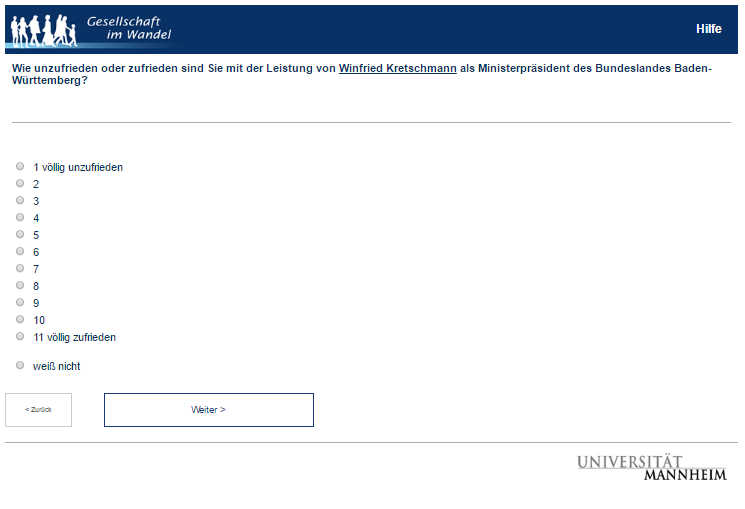 Gesellschaft
im Wandel
Hilfe
Wie unzufrieden oder zufrieden sind Sie mit der Leistung von Winfried Kretschmann als Ministerpräsident des Bundeslandes Baden-
Württemberg?
1 völlig unzufrieden
2
3
4
5
6
7
8
9
10
11 völlig zufrieden
weiß nicht
< Zurück
Weiter >
UNIVERSITÄT
MANNHEIM